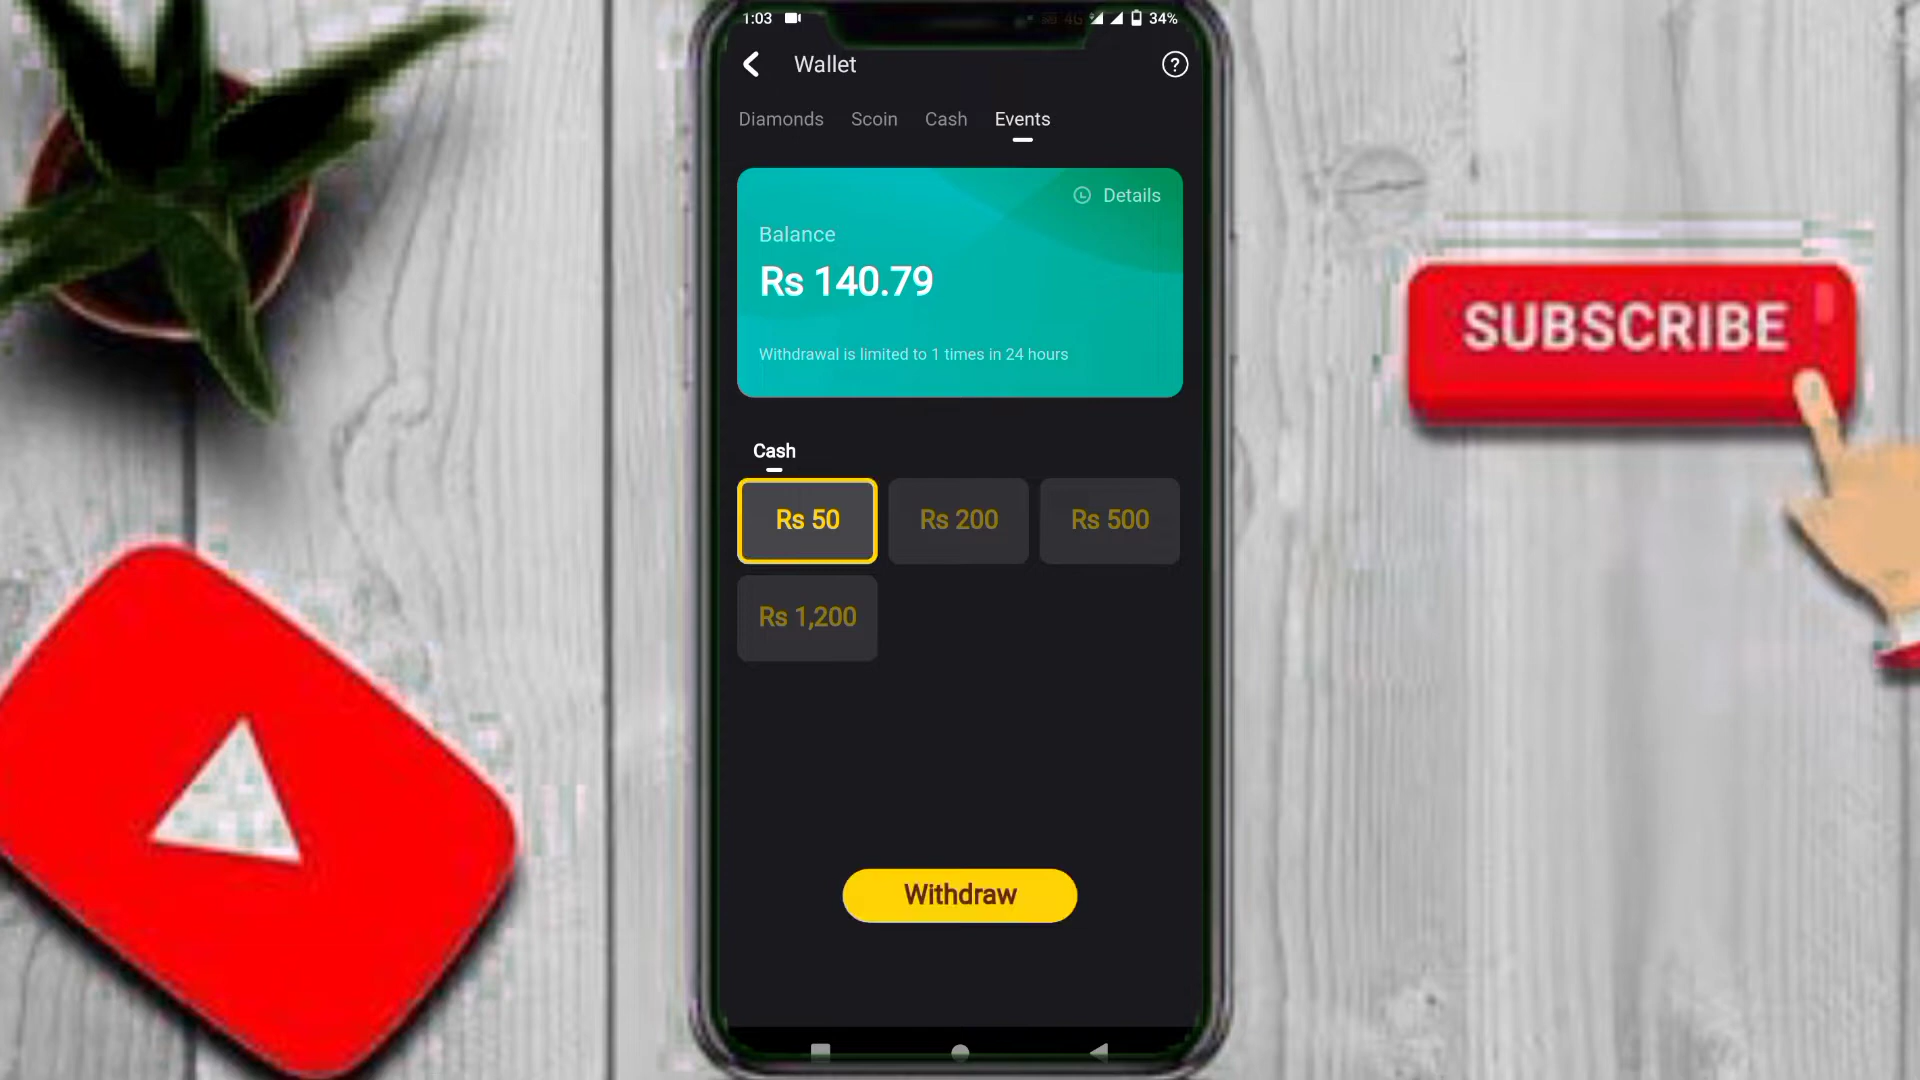 1:03 4G 34%
Wallet
Diamonds Scoin Cash Events
Details
Balance
Rs 140.79
Withdrawal is limited to 1 times in 24 hours
Cash
Rs 50 Rs 200 Rs 500
Rs 1,200
Withdraw
SUBSCRIBE